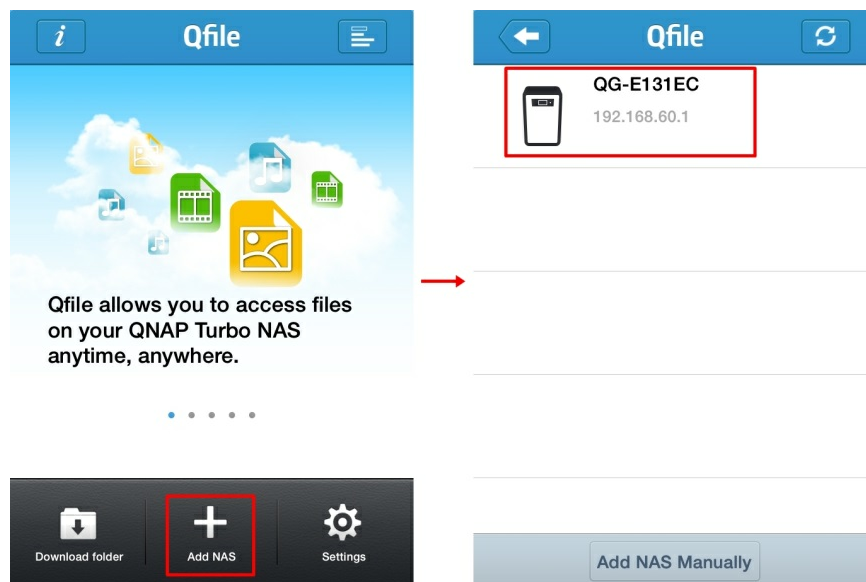 i
Qfile
Qfile allows you to access files
on your QNAP Turbo NAS
anytime, anywhere.
Download folder
Add NAS
Settings
Qfile
QG-E131EC
192.168.60.1
Add NAS Manually